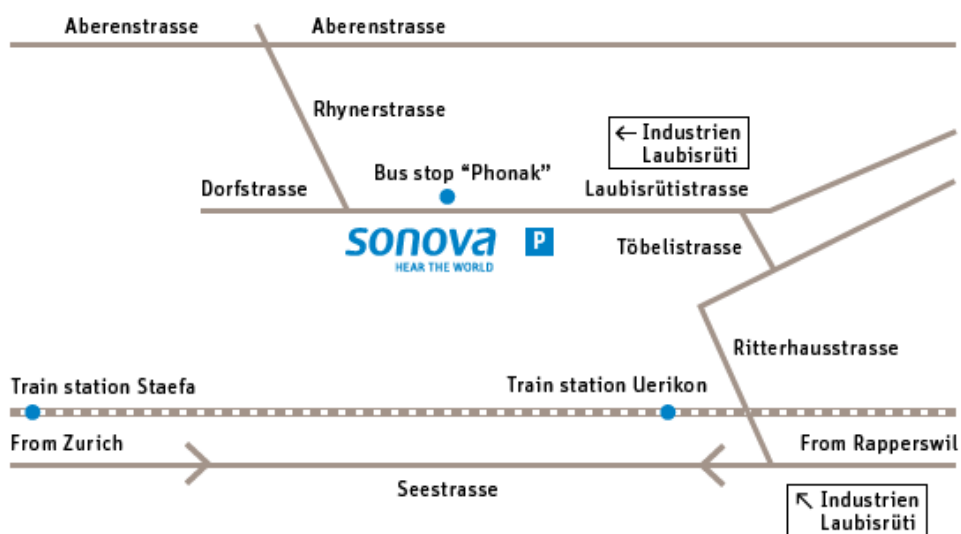 Aberenstrasse
Aberenstrasse
Rhynerstrasse
← Industrien
Laubisrüti
Bus stop “Phonak”
Dorfstrasse
Laubisrütistrasse
sonova
HEAR THE WORLD
P
Töbelistrasse
Ritterhausstrasse
Train station Staefa
Train station Uerikon
From Zurich
From Rapperswil
Seestrasse
↖ Industrien
Laubisrüti